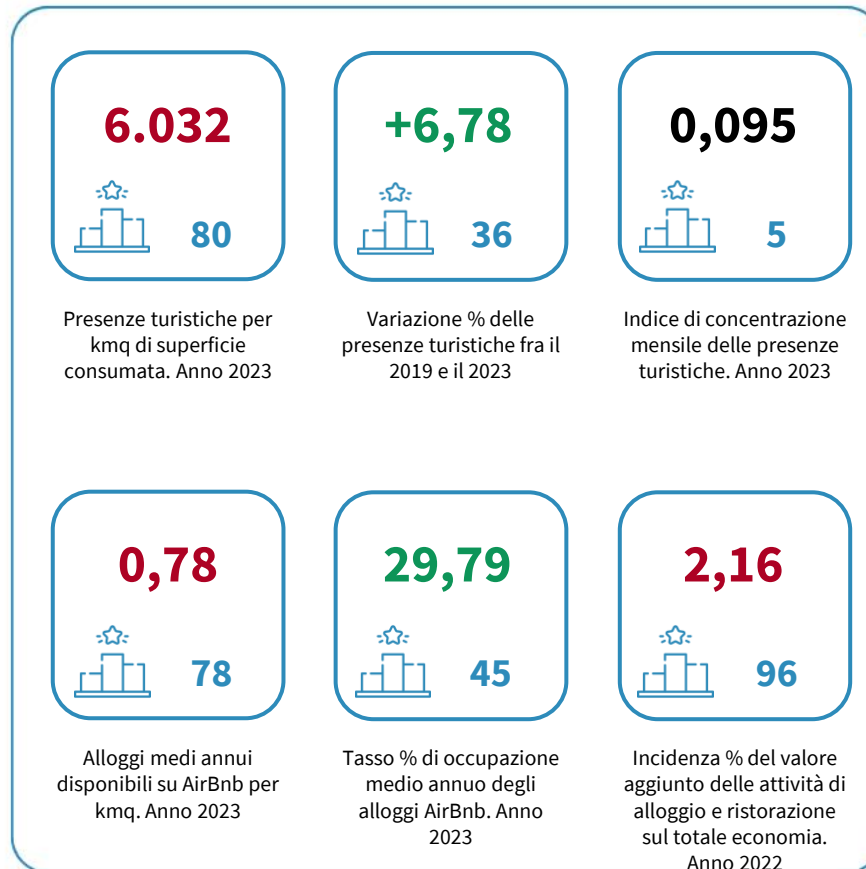 6.032
80
Presenze turistiche per
kmq di superficie
consumata. Anno 2023
+6,78
36
Variazione % delle
presenze turistiche fra il
2019 e il 2023
0,095
5
Indice di concentrazione
mensile delle presenze
turistiche. Anno 2023
0,78
78
Alloggi medi annui
disponibili su AirBnb per
kmq. Anno 2023
29,79
45
Tasso % di occupazione
medio annuo degli
alloggi AirBnb. Anno
2023
2,16
96
Incidenza % del valore
aggiunto delle attività di
alloggio e ristorazione
sul totale economia.
Anno 2022